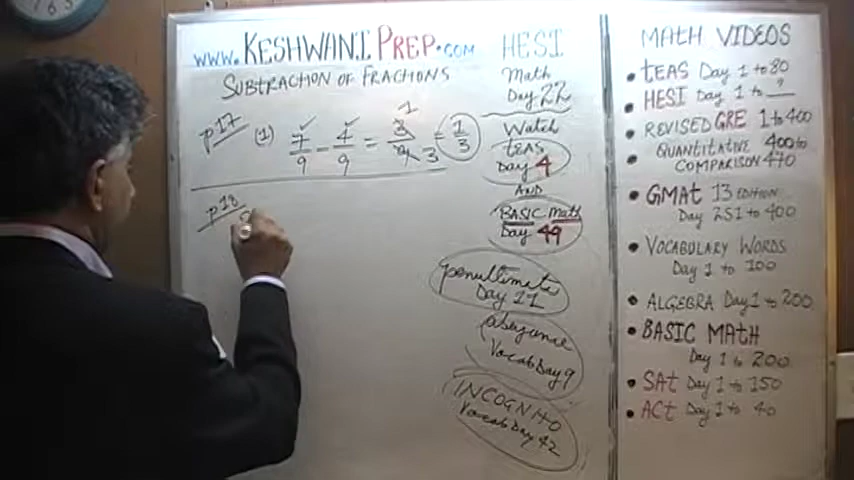 www.KESHWANIPREP.COM
SUBTRACTION OF FRACTIONS
p17 (1) 7/9 - 4/9 = 3/9 = 1/3
1
3
p18
HESI
Math
Day 22
Watch
TEAS
Day 4
AND
BASIC Math
Day 49
penultimate
Day 21
abeyance
Vocab Day 9
INCOGNITO
Vocab Day 42
MATH VIDEOS
• TEAS Day 1 to 80
• HESI Day 1 to ?
• REVISED GRE 1 to 400
• QUANTITATIVE 400 to
COMPARISON 470
• GMAT 13 EDITION
Day 251 to 400
• VOCABULARY WORDS
Day 1 to 100
• ALGEBRA Day 1 to 200
• BASIC MATH
Day 1 to 200
• SAT Day 1 to 150
• ACT Day 1 to 40